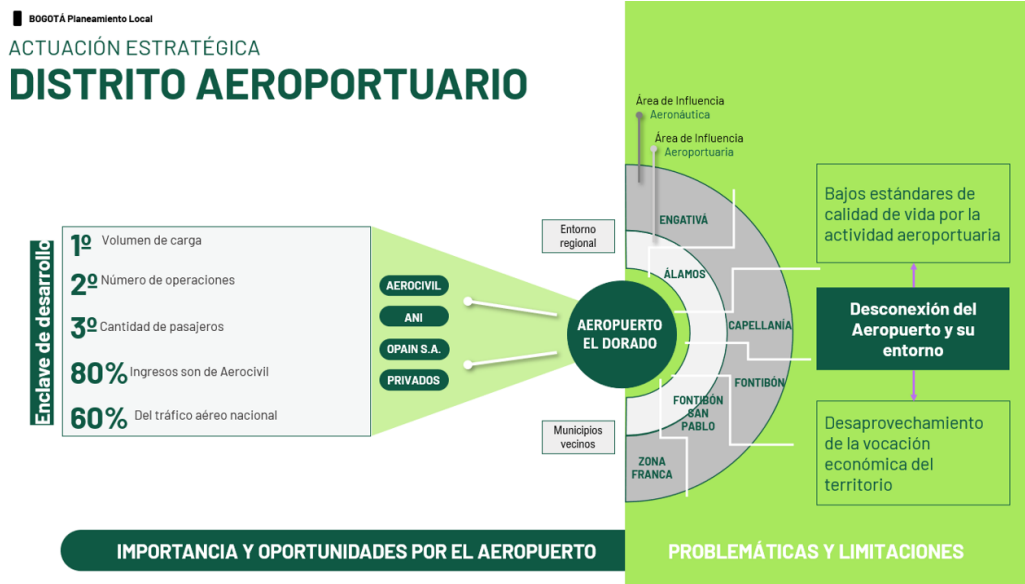 BOGOTÁ Planeamiento Local
ACTUACIÓN ESTRATÉGICA
DISTRITO AEROPORTUARIO
Enclave de desarrollo
1º Volumen de carga
2º Número de operaciones
3º Cantidad de pasajeros
80% Ingresos son de Aerocivil
60% Del tráfico aéreo nacional
AEROCIVIL
ANI
OPAIN S.A.
PRIVADOS
Entorno
regional
AEROPUERTO
EL DORADO
Municipios
vecinos
Área de Influencia
Aeronáutica
Área de Influencia
Aeroportuaria
ENGATIVÁ
ÁLAMOS
CAPELLANÍA
FONTIBÓN
FONTIBÓN
SAN
PABLO
ZONA
FRANCA
Bajos estándares de
calidad de vida por la
actividad aeroportuaria
Desconexión del
Aeropuerto y su
entorno
Desaprovechamiento
de la vocación
económica del
territorio
IMPORTANCIA Y OPORTUNIDADES POR EL AEROPUERTO
PROBLEMÁTICAS Y LIMITACIONES